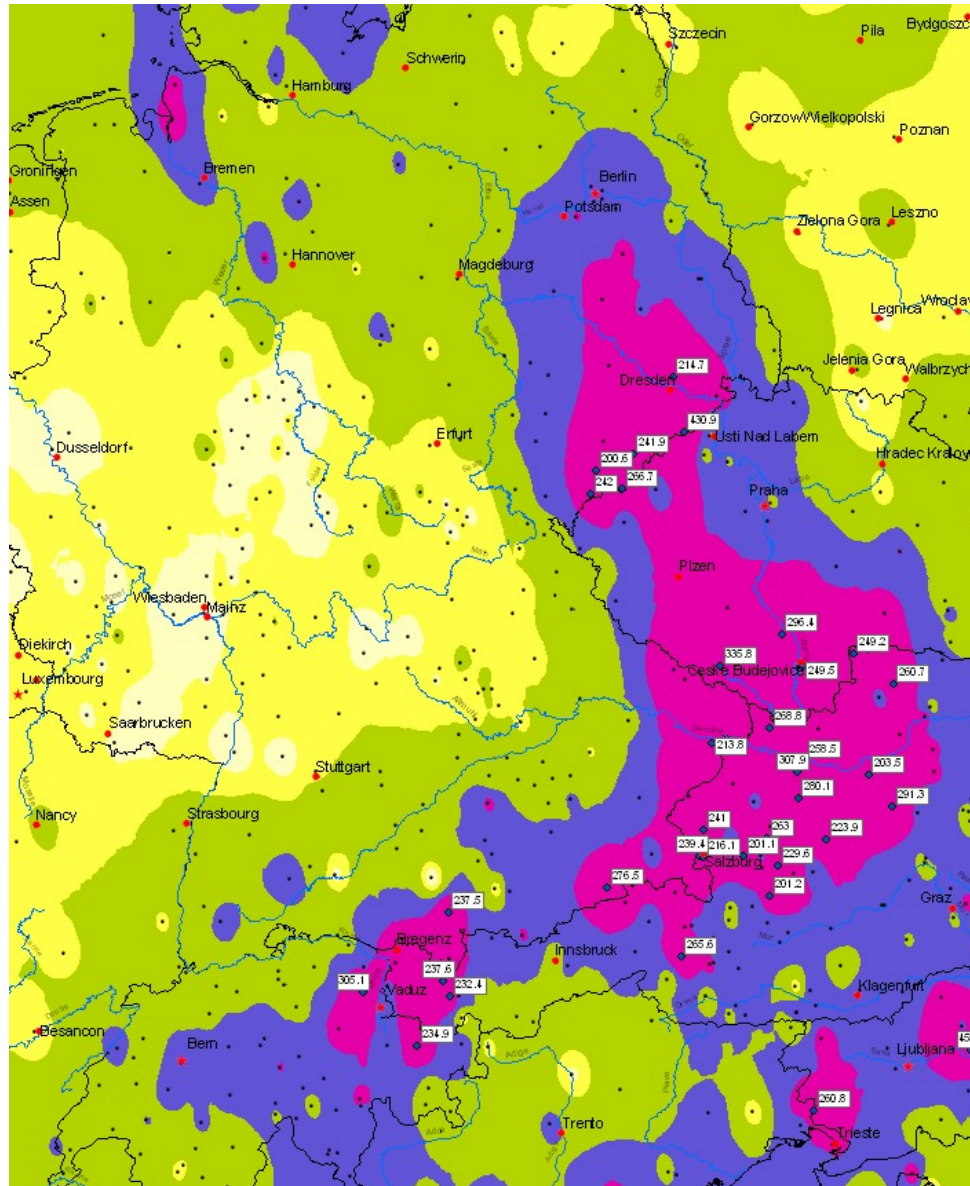 Bydgoszc
Szczecin
Pila
Schwerin
Hamburg
GorzowWielkopolski
Poznan
Groningen
Bremen
Berlin
Assen
Potsdam
Leszno
Zielona Gora
Hannover
Magdeburg
Wroclaw
Legnica
Jelenia Gora
Walbrzych
214.7
Dresden
430.9
Usti Nad Labem
Erfurt
241.9
Dusseldorf
200.6
Hradec Kralow
266.7
242
Praha
Plzen
Wiesbaden
Mainz
296.4
Diekirch
249.2
335.8
Ceske Budejovice
249.5
Luxembourg
260.7
268.8
Saarbrucken
213.8
258.5
307.9
203.5
Stuttgart
280.1
291.3
Nancy
Strasbourg
241
263
223.9
239.4
216.1
201.1
Salzburg
229.6
276.5
201.2
237.5
Graz
Bregenz
Innsbruck
265.6
237.6
305.1
232.4
Vaduz
Klagenfurt
Besancon
234.9
45
Bern
Ljubljana
260.8
Trento
Trieste